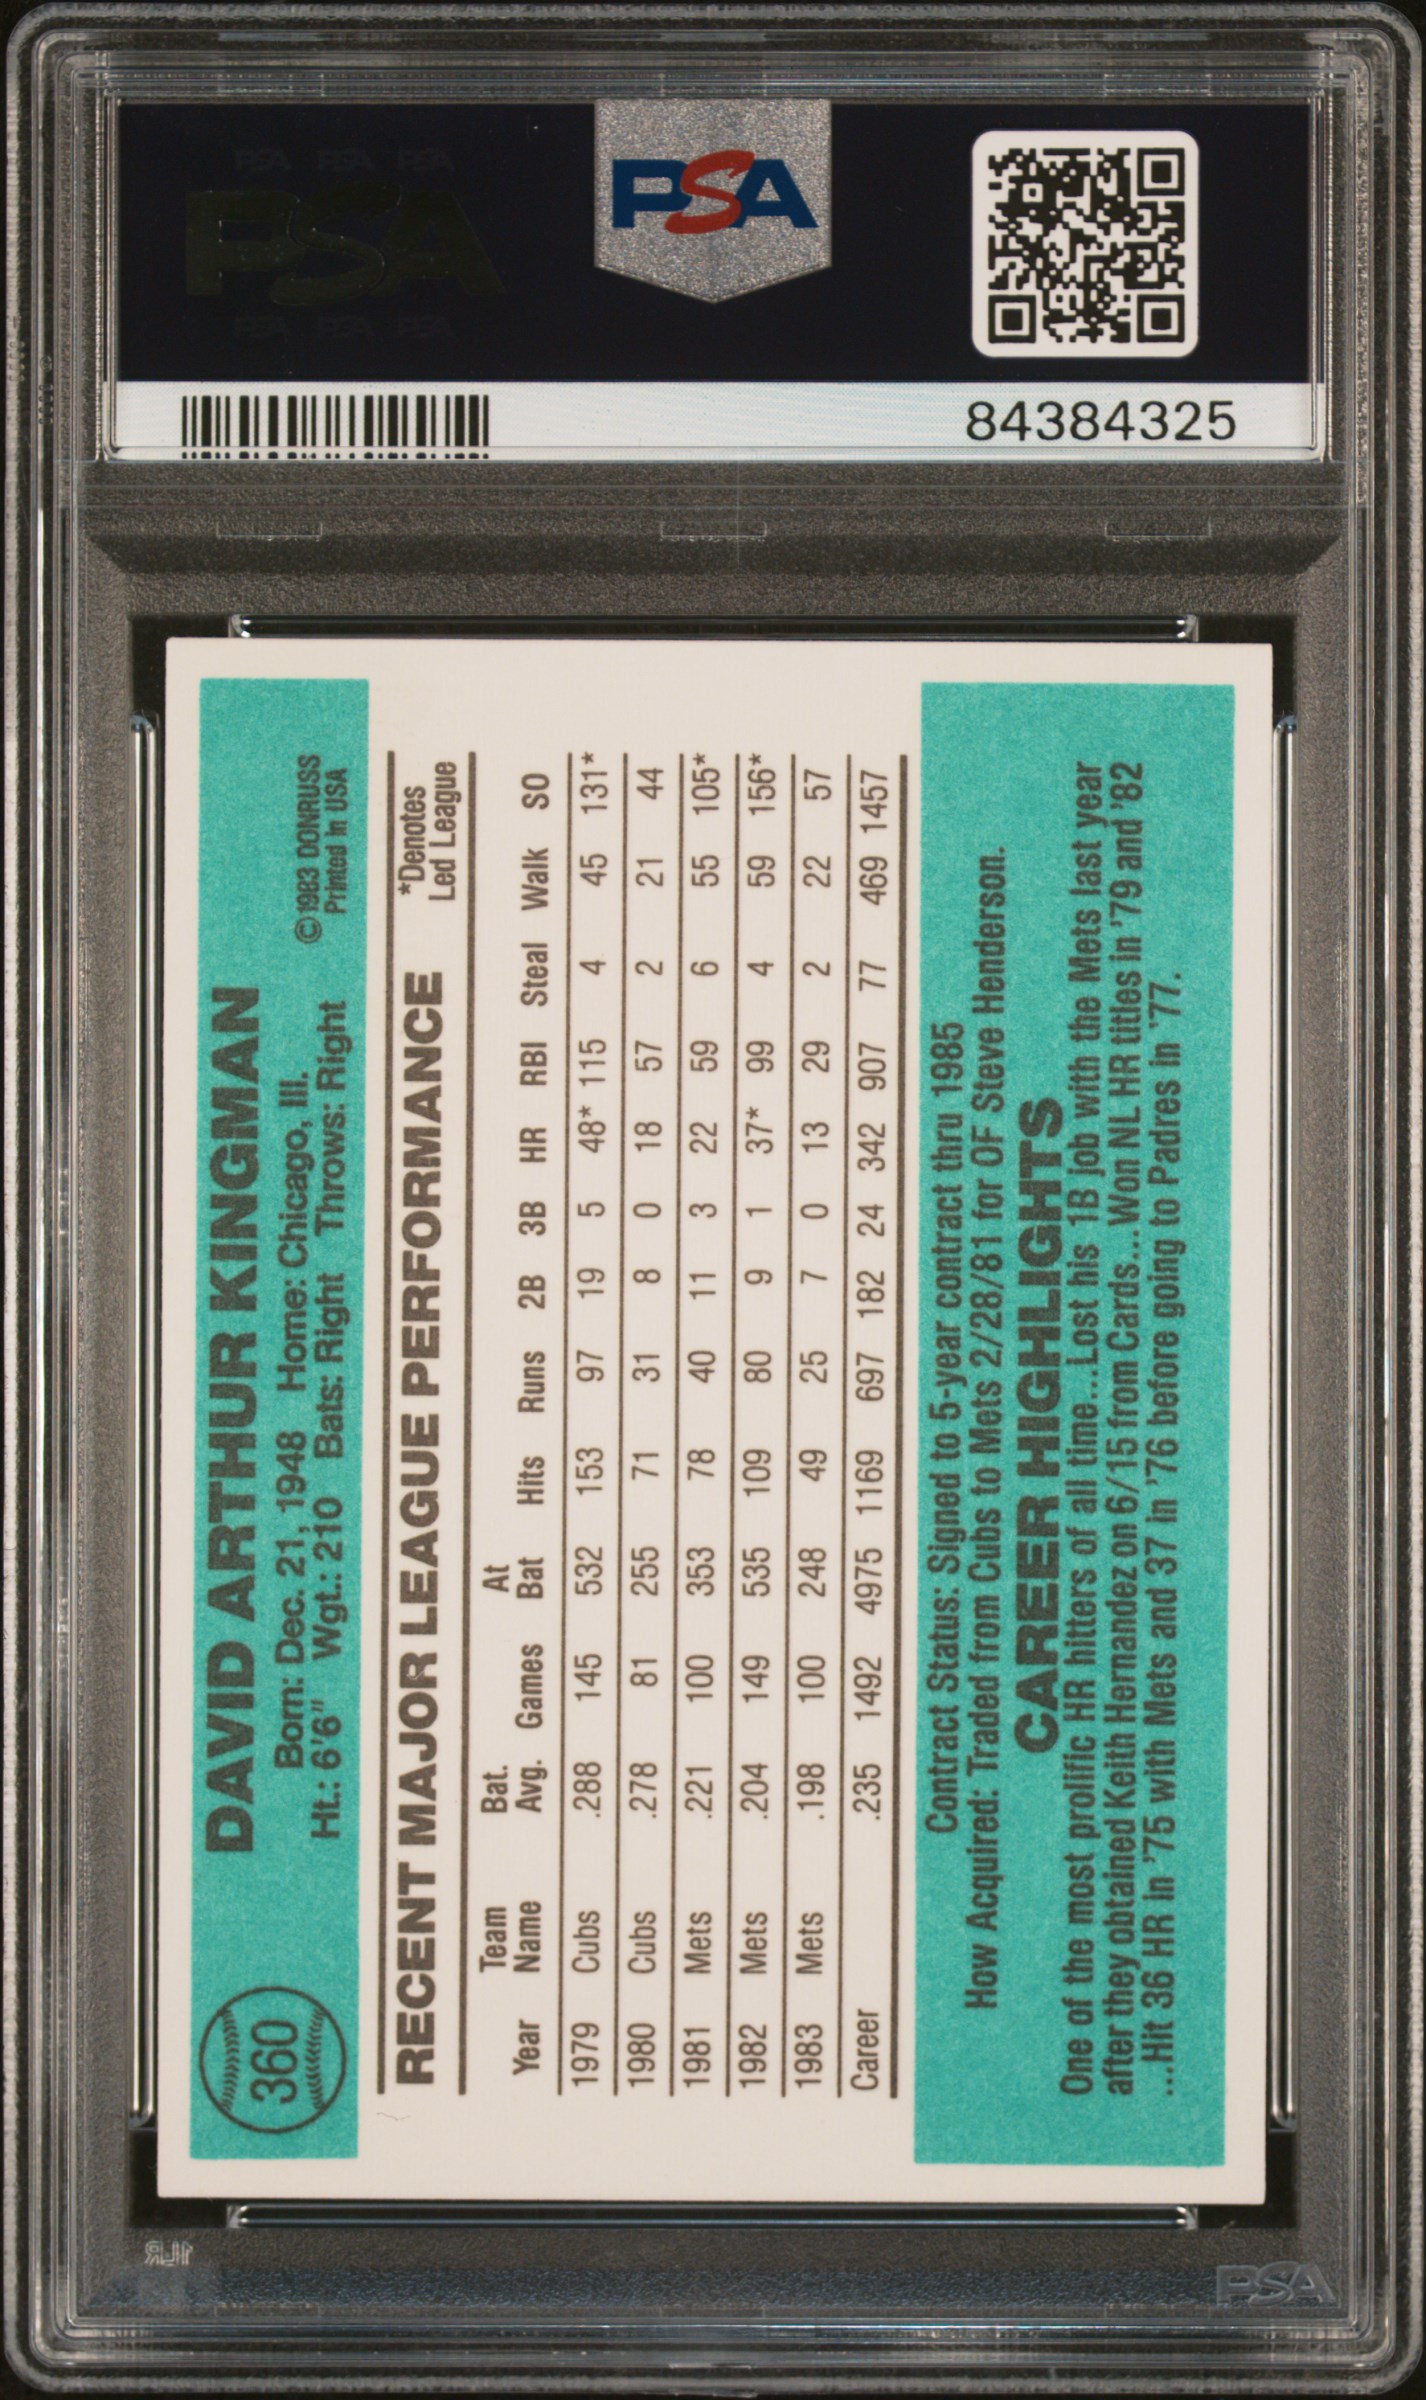 PSA
84384325
360
DAVID ARTHUR KINGMAN
Born: Dec. 21, 1948 Home: Chicago, Ill.
Ht.: 6'6" Wgt.: 210 Bats: Right Throws: Right
©1983 DONRUSS
Printed in USA
RECENT MAJOR LEAGUE PERFORMANCE
*Denotes
Led League
Year Team Name Bat. Avg. Games At Bat Hits Runs 2B 3B HR RBI Steal Walk SO
1979 Cubs .288 145 532 153 97 19 5 48* 115 4 45 131*
1980 Cubs .278 81 255 71 31 8 0 18 57 2 21 44
1981 Mets .221 100 353 78 40 11 3 22 59 6 55 105*
1982 Mets .204 149 535 109 80 9 1 37* 99 4 59 156*
1983 Mets .198 100 248 49 25 7 0 13 29 2 22 57
Career .235 1492 4975 1169 697 182 24 342 907 77 469 1457
Contract Status: Signed to 5-year contract thru 1985
How Acquired: Traded from Cubs to Mets 2/28/81 for OF Steve Henderson.
CAREER HIGHLIGHTS
One of the most prolific HR hitters of all time...Lost his 1B job with the Mets last year
after they obtained Keith Hernandez on 6/15 from Cards...Won NL HR titles in '79 and '82
...Hit 36 HR in '75 with Mets and 37 in '76 before going to Padres in '77.
PSA